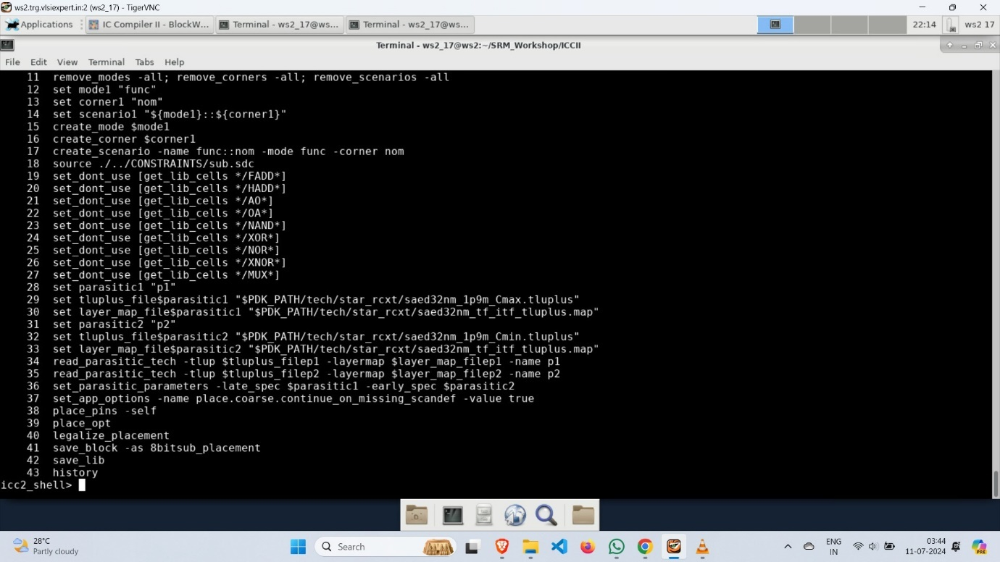 ws2.trg.vlsiexpert.in:2 (ws2_17) - TigerVNC
Applications
IC Compiler II - BlockW...
Terminal - ws2_17@ws...
Terminal - ws2_17@ws...
22:14
ws2 17
Terminal - ws2_17@ws2:~/SRM_Workshop/ICCII
File Edit View Terminal Tabs Help
11 remove_modes -all; remove_corners -all; remove_scenarios -all
12 set mode1 "func"
13 set corner1 "nom"
14 set scenario1 "${mode1}::${corner1}"
15 create_mode $mode1
16 create_corner $corner1
17 create_scenario -name func::nom -mode func -corner nom
18 source ./../CONSTRAINTS/sub.sdc
19 set_dont_use [get_lib_cells */FADD*]
20 set_dont_use [get_lib_cells */HADD*]
21 set_dont_use [get_lib_cells */AO*]
22 set_dont_use [get_lib_cells */OA*]
23 set_dont_use [get_lib_cells */NAND*]
24 set_dont_use [get_lib_cells */XOR*]
25 set_dont_use [get_lib_cells */NOR*]
26 set_dont_use [get_lib_cells */XNOR*]
27 set_dont_use [get_lib_cells */MUX*]
28 set parasitic1 "p1"
29 set tluplus_file$parasitic1 "$PDK_PATH/tech/star_rcxt/saed32nm_1p9m_Cmax.tluplus"
30 set layer_map_file$parasitic1 "$PDK_PATH/tech/star_rcxt/saed32nm_tf_itf_tluplus.map"
31 set parasitic2 "p2"
32 set tluplus_file$parasitic2 "$PDK_PATH/tech/star_rcxt/saed32nm_1p9m_Cmin.tluplus"
33 set layer_map_file$parasitic2 "$PDK_PATH/tech/star_rcxt/saed32nm_tf_itf_tluplus.map"
34 read_parasitic_tech -tlup $tluplus_filep1 -layermap $layer_map_filep1 -name p1
35 read_parasitic_tech -tlup $tluplus_filep2 -layermap $layer_map_filep2 -name p2
36 set_parasitic_parameters -late_spec $parasitic1 -early_spec $parasitic2
37 set_app_options -name place.coarse.continue_on_missing_scandef -value true
38 place_pins -self
39 place_opt
40 legalize_placement
41 save_block -as 8bitsub_placement
42 save_lib
43 history
icc2_shell>
28°C
Partly cloudy
Search
ENG
IN
03:44
11-07-2024
PRE